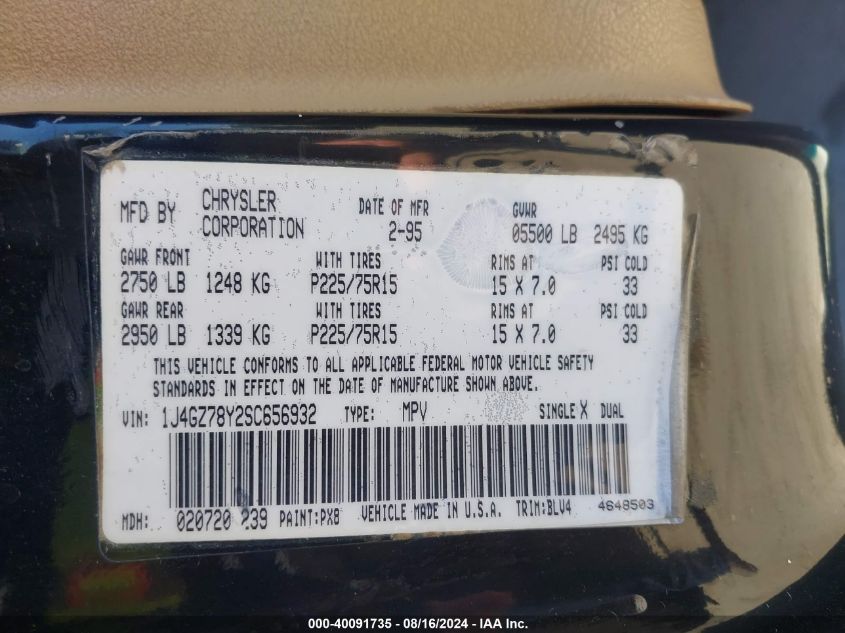 MFD BY CHRYSLER CORPORATION DATE OF MFR 2-95 GVWR 05500 LB 2495 KG
GAWR FRONT WITH TIRES RIMS AT PSI COLD
2750 LB 1248 KG P225/75R15 15 X 7.0 33
GAWR REAR WITH TIRES RIMS AT PSI COLD
2950 LB 1339 KG P225/75R15 15 X 7.0 33
THIS VEHICLE CONFORMS TO ALL APPLICABLE FEDERAL MOTOR VEHICLE SAFETY
STANDARDS IN EFFECT ON THE DATE OF MANUFACTURE SHOWN ABOVE.
VIN: 1J4GZ78Y2SC656932 TYPE: MPV SINGLE X DUAL
MDH: 020720 239 PAINT:PX8 VEHICLE MADE IN U.S.A. TRIM:BLV4 4648503
000-40091735 - 08/16/2024 - IAA Inc.